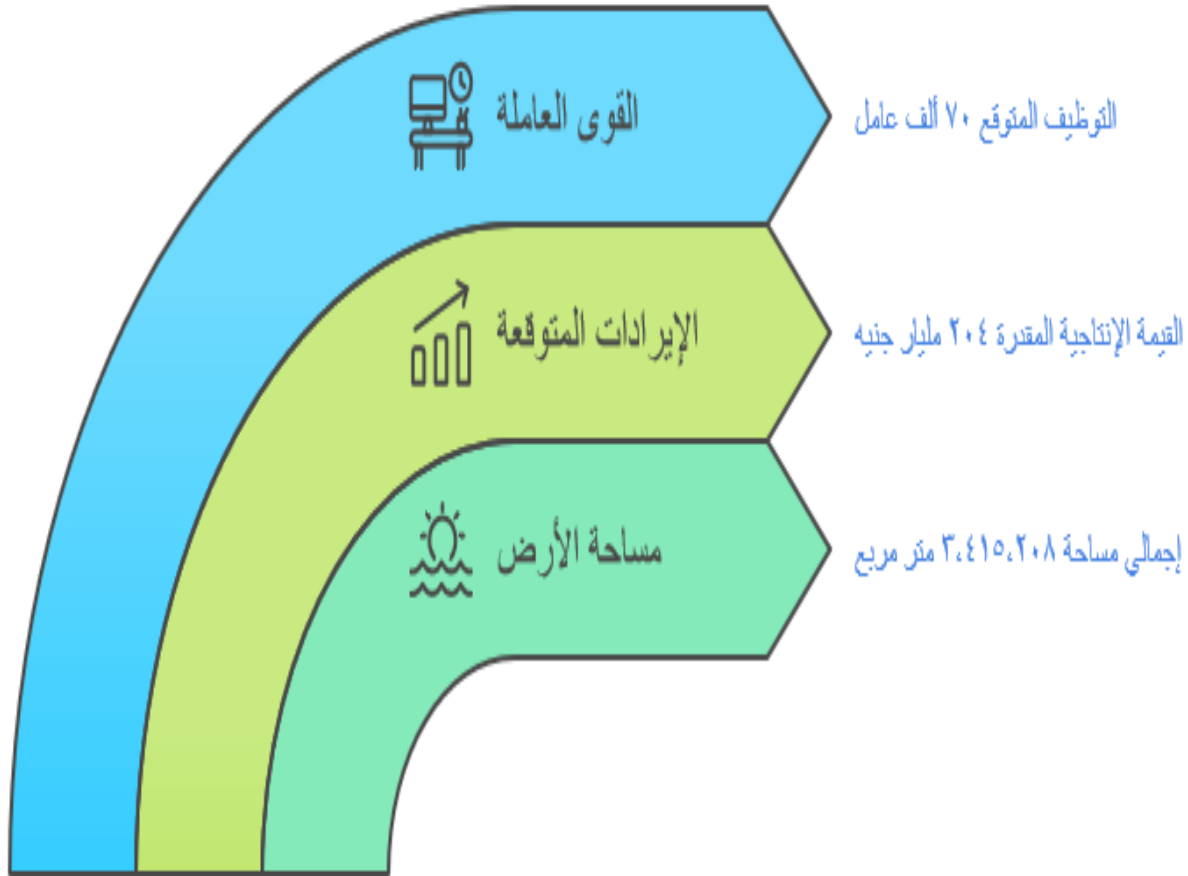 القوى العاملة
التوظيف المتوقع ٧٠ ألف عامل
الإيرادات المتوقعة
القيمة الإنتاجية المقدرة ٢٠٤ مليار جنيه
مساحة الأرض
إجمالي مساحة ٣،٤١٥،٢٠٨ متر مربع